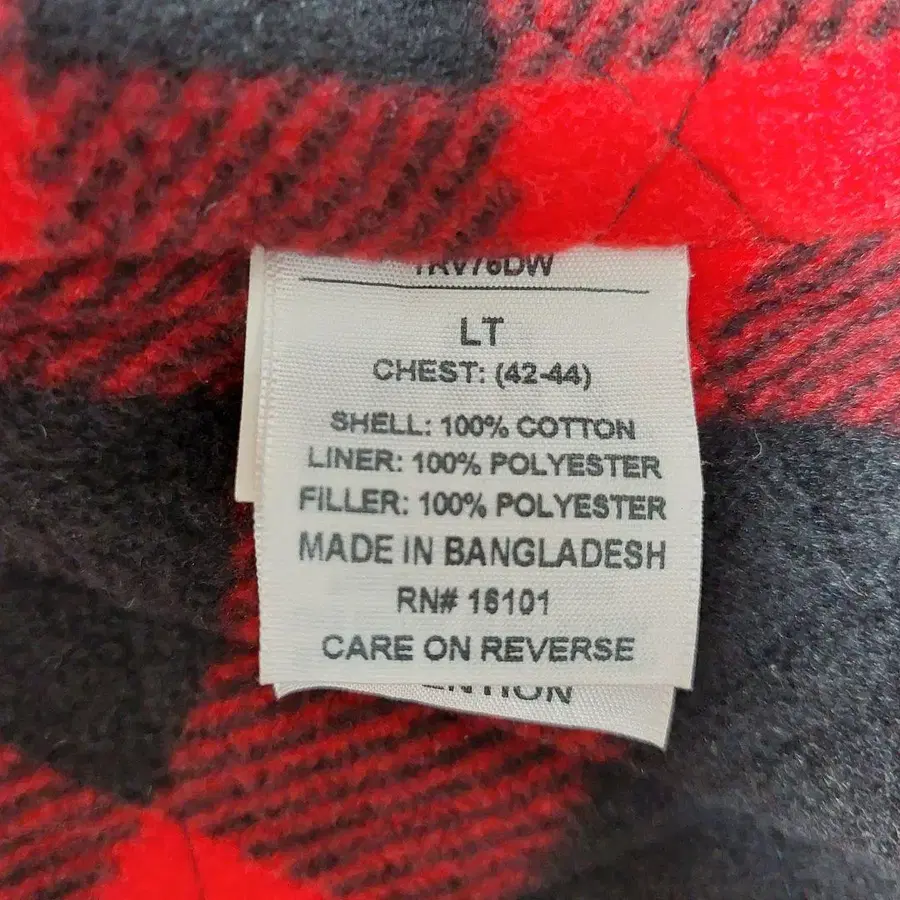 TRV76DW
LT
CHEST: (42-44)
SHELL: 100% COTTON
LINER: 100% POLYESTER
FILLER: 100% POLYESTER
MADE IN BANGLADESH
RN# 16101
CARE ON REVERSE